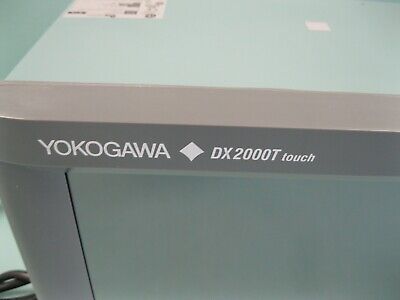 YOKOGAWA ◆ DX2000T touch